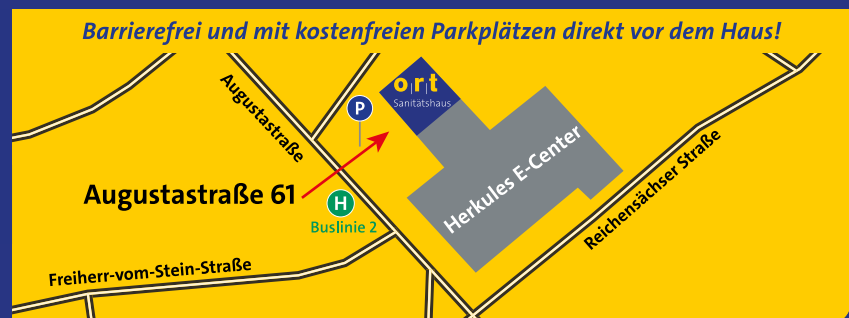 Barrierefrei und mit kostenfreien Parkplätzen direkt vor dem Haus!
Augustastraße
P
o|r|t
Sanitätshaus
Herkules E-Center
Reichensächser Straße
Augustastraße 61
H
Buslinie 2
Freiherr-vom-Stein-Straße